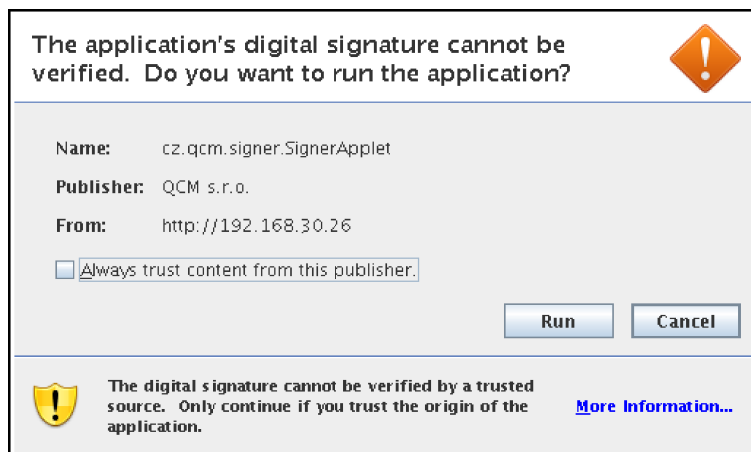 The application's digital signature cannot be
verified.  Do you want to run the application?
Name: cz.qcm.signer.SignerApplet
Publisher: QCM s.r.o.
From: http://192.168.30.26
Always trust content from this publisher.
Run Cancel
The digital signature cannot be verified by a trusted
source.  Only continue if you trust the origin of the
application.
More Information...